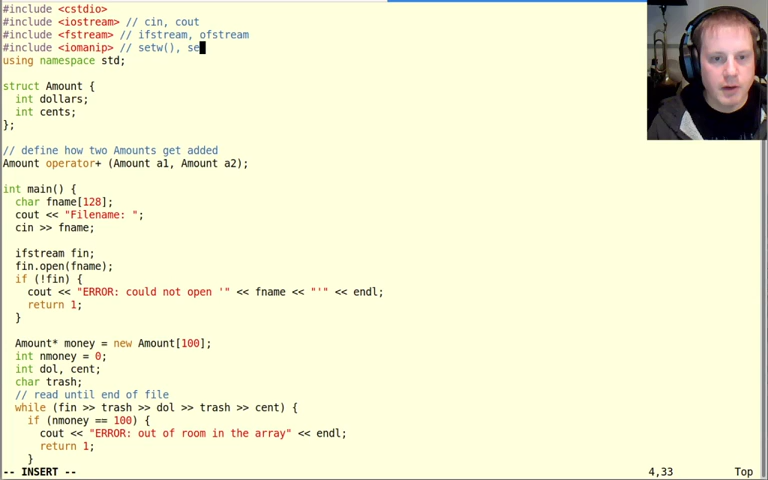 #include <cstdio>
#include <iostream> // cin, cout
#include <fstream> // ifstream, ofstream
#include <iomanip> // setw(), se
using namespace std;
struct Amount {
int dollars;
int cents;
};
// define how two Amounts get added
Amount operator+ (Amount a1, Amount a2);
int main() {
char fname[128];
cout << "Filename: ";
cin >> fname;
ifstream fin;
fin.open(fname);
if (!fin) {
cout << "ERROR: could not open '" << fname << "'" << endl;
return 1;
}
Amount* money = new Amount[100];
int nmoney = 0;
int dol, cent;
char trash;
// read until end of file
while (fin >> trash >> dol >> trash >> cent) {
if (nmoney == 100) {
cout << "ERROR: out of room in the array" << endl;
return 1;
}
-- INSERT -- 4,33 Top